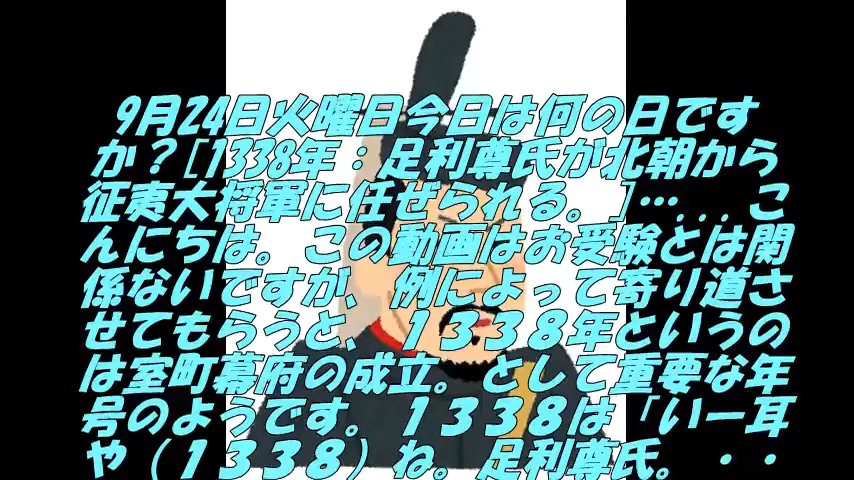 9月24日火曜日今日は何の日です
か？[1338年：足利尊氏が北朝から
征夷大将軍に任ぜられる。]…...こ
んにちは。この動画はお受験とは関
係ないですが、例によって寄り道さ
せてもらうと、１３３８年というの
は室町幕府の成立。として重要な年
号のようです。１３３８は「いー耳
や（１３３８）ね。足利尊氏。・・